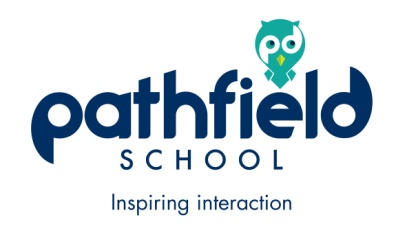 pathfield
SCHOOL
Inspiring interaction